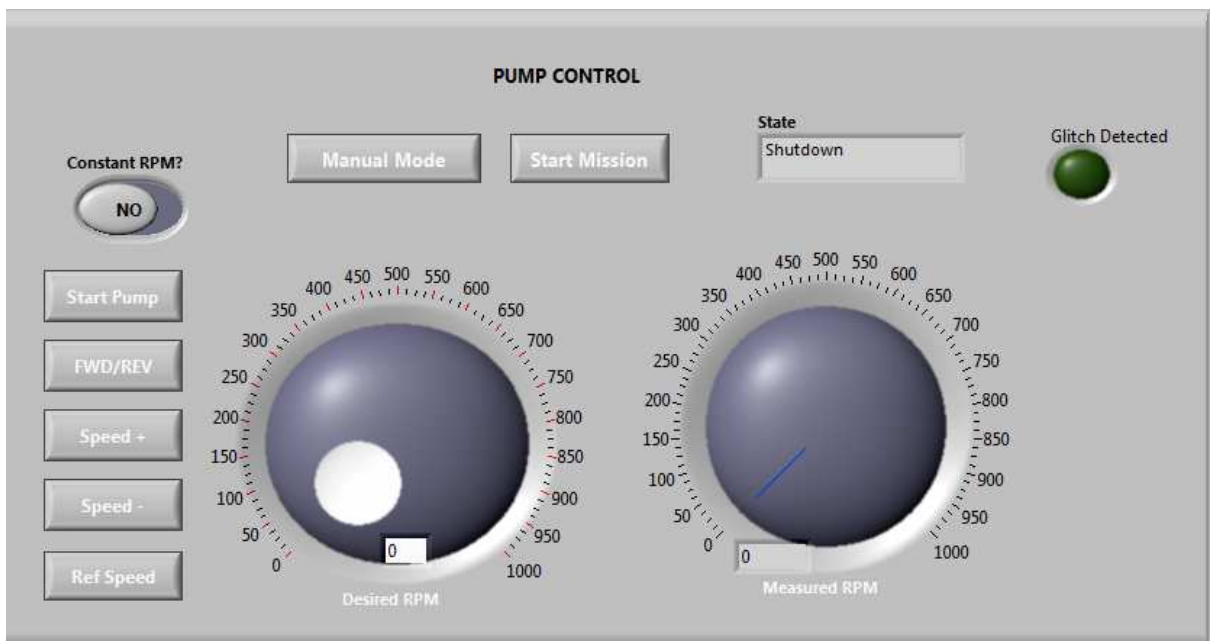 PUMP CONTROL
State
Manual Mode
Start Mission
Shutdown
Glitch Detected
Constant RPM?
NO
Start Pump
FWD/REV
Speed +
Speed -
Ref Speed
0
50
100
150
200
250
300
350
400
450
500
550
600
650
700
750
800
850
900
950
1000
0
Desired RPM
0
50
100
150
200
250
300
350
400
450
500
550
600
650
700
750
800
850
900
950
1000
0
Measured RPM